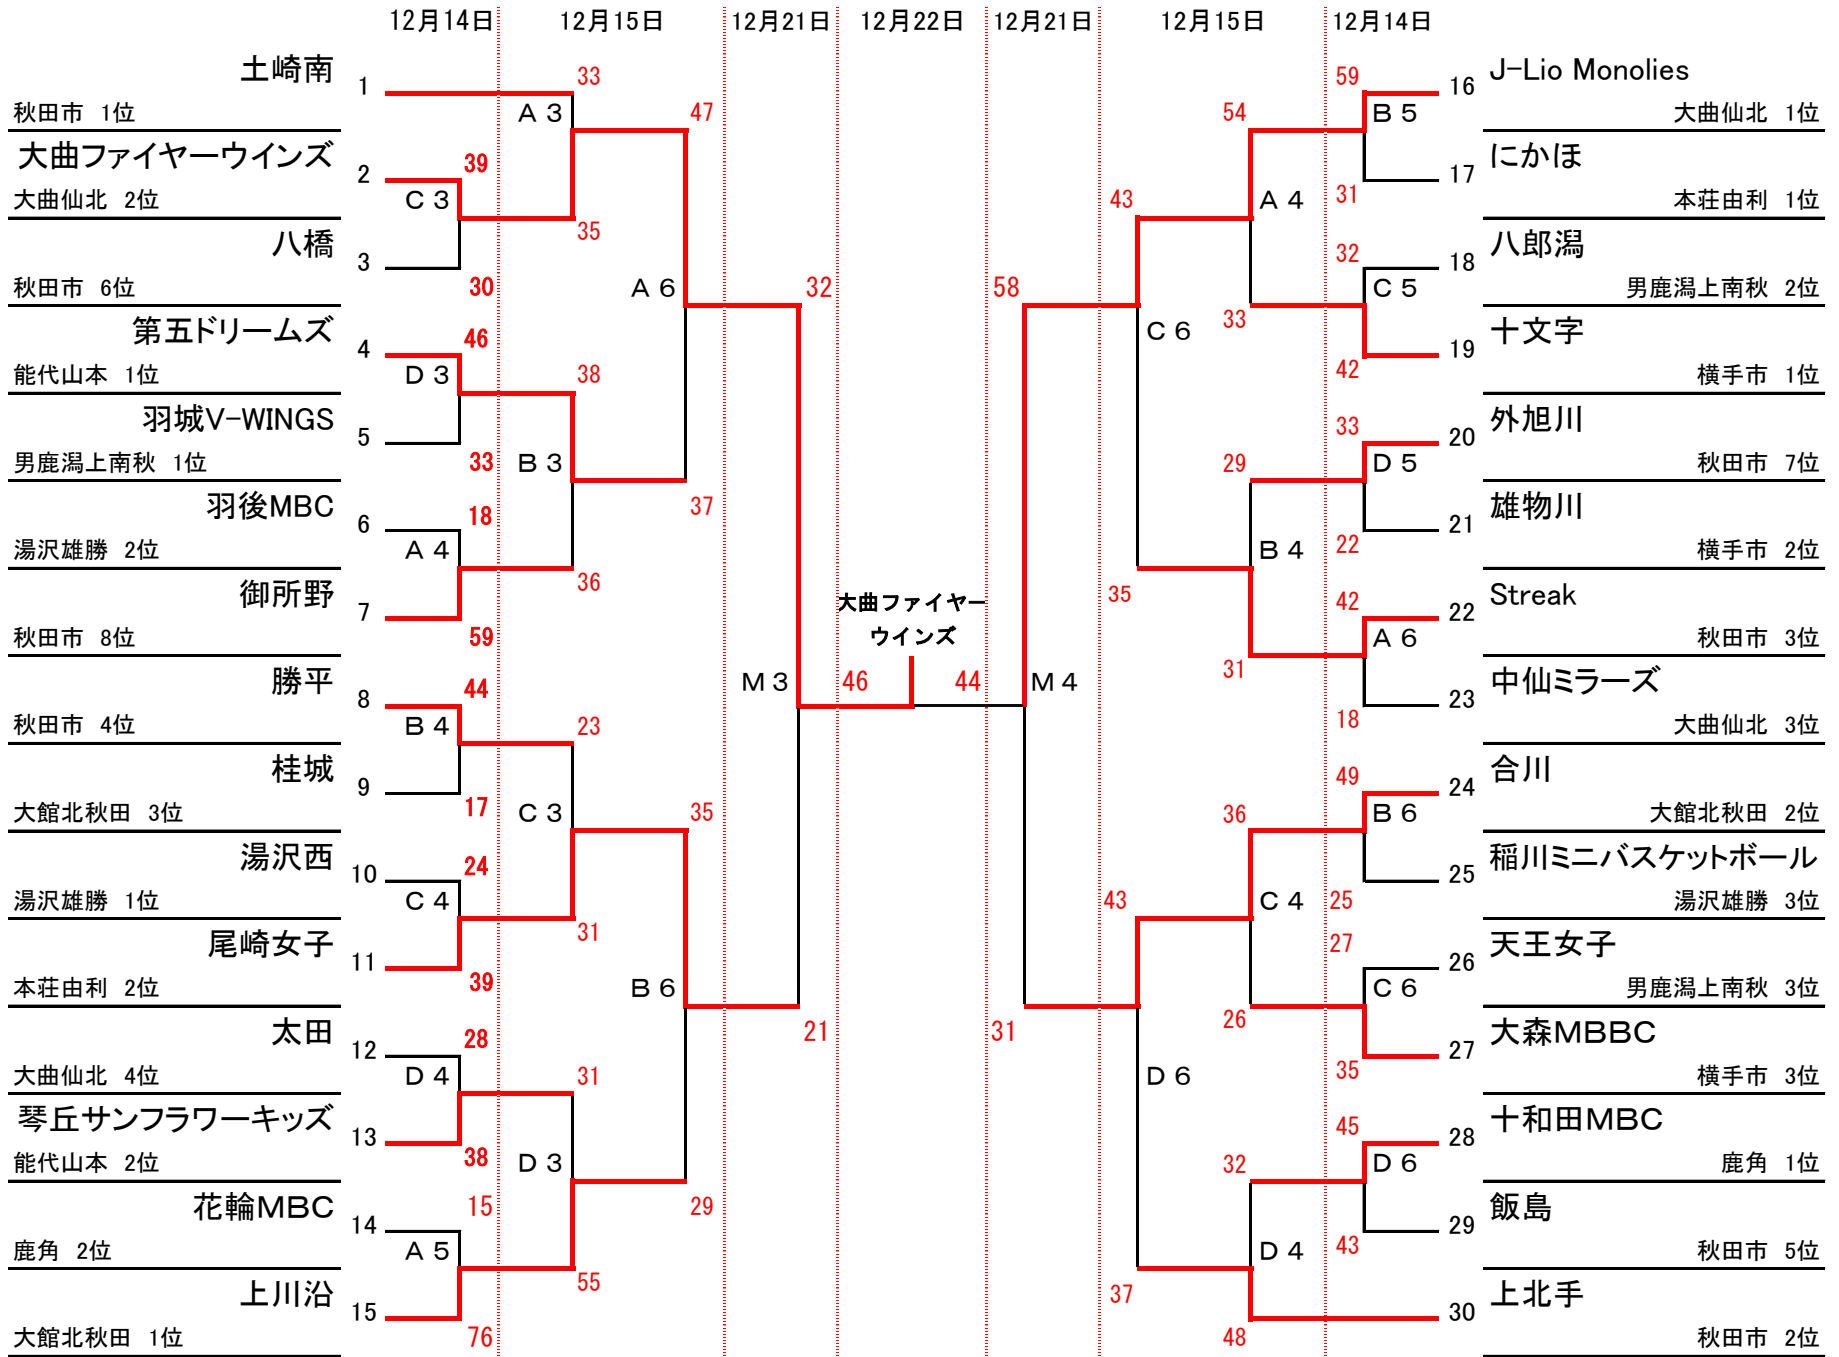 12月14日 12月15日 12月21日 12月22日 12月21日 12月15日 12月14日
土崎南
1
秋田市 1位
大曲ファイヤーウインズ
2
大曲仙北 2位
八橋
3
秋田市 6位
第五ドリームズ
4
能代山本 1位
羽城V-WINGS
5
男鹿潟上南秋 1位
羽後MBC
6
湯沢雄勝 2位
御所野
7
秋田市 8位
勝平
8
秋田市 4位
桂城
9
大館北秋田 3位
湯沢西
10
湯沢雄勝 1位
尾崎女子
11
本荘由利 2位
太田
12
大曲仙北 4位
琴丘サンフラワーキッズ
13
能代山本 2位
花輪MBC
14
鹿角 2位
上川沿
15
大館北秋田 1位
39
C 3
30
46
D 3
33
18
A 4
59
44
B 4
17
24
C 4
39
28
D 4
38
15
A 5
76
33
A 3
35
38
B 3
36
23
C 3
31
31
D 3
55
47
A 6
37
35
B 6
29
32
M 3
21
大曲ファイヤー
ウインズ
46 44
58
M 4
31
43
C 6
35
43
D 6
37
54
A 4
33
29
B 4
31
36
C 4
26
32
D 4
48
59
B 5
31
32
C 5
42
33
D 5
22
42
A 6
18
49
B 6
25
27
C 6
35
45
D 6
43
J-Lio Monolies
16
大曲仙北 1位
にかほ
17
本荘由利 1位
八郎潟
18
男鹿潟上南秋 2位
十文字
19
横手市 1位
外旭川
20
秋田市 7位
雄物川
21
横手市 2位
Streak
22
秋田市 3位
中仙ミラーズ
23
大曲仙北 3位
合川
24
大館北秋田 2位
稲川ミニバスケットボール
25
湯沢雄勝 3位
天王女子
26
男鹿潟上南秋 3位
大森MBBC
27
横手市 3位
十和田MBC
28
鹿角 1位
飯島
29
秋田市 5位
上北手
30
秋田市 2位